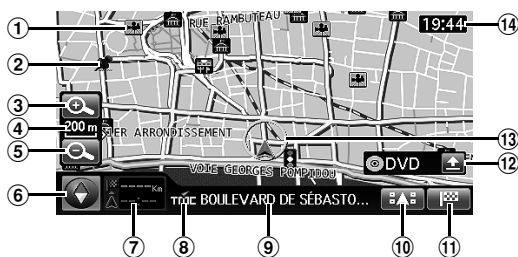 ①
RUE RAMBUTEAU
19:44
⑭
②
③
④
200 m
IER ARRONDISSEMENT
⑤
⑬
VOIE GEORGES POMPIDOU
DVD
⑫
⑥
----Km
--:--
BOULEVARD DE SÉBASTO...
⑦
⑧
⑨
⑩
⑪